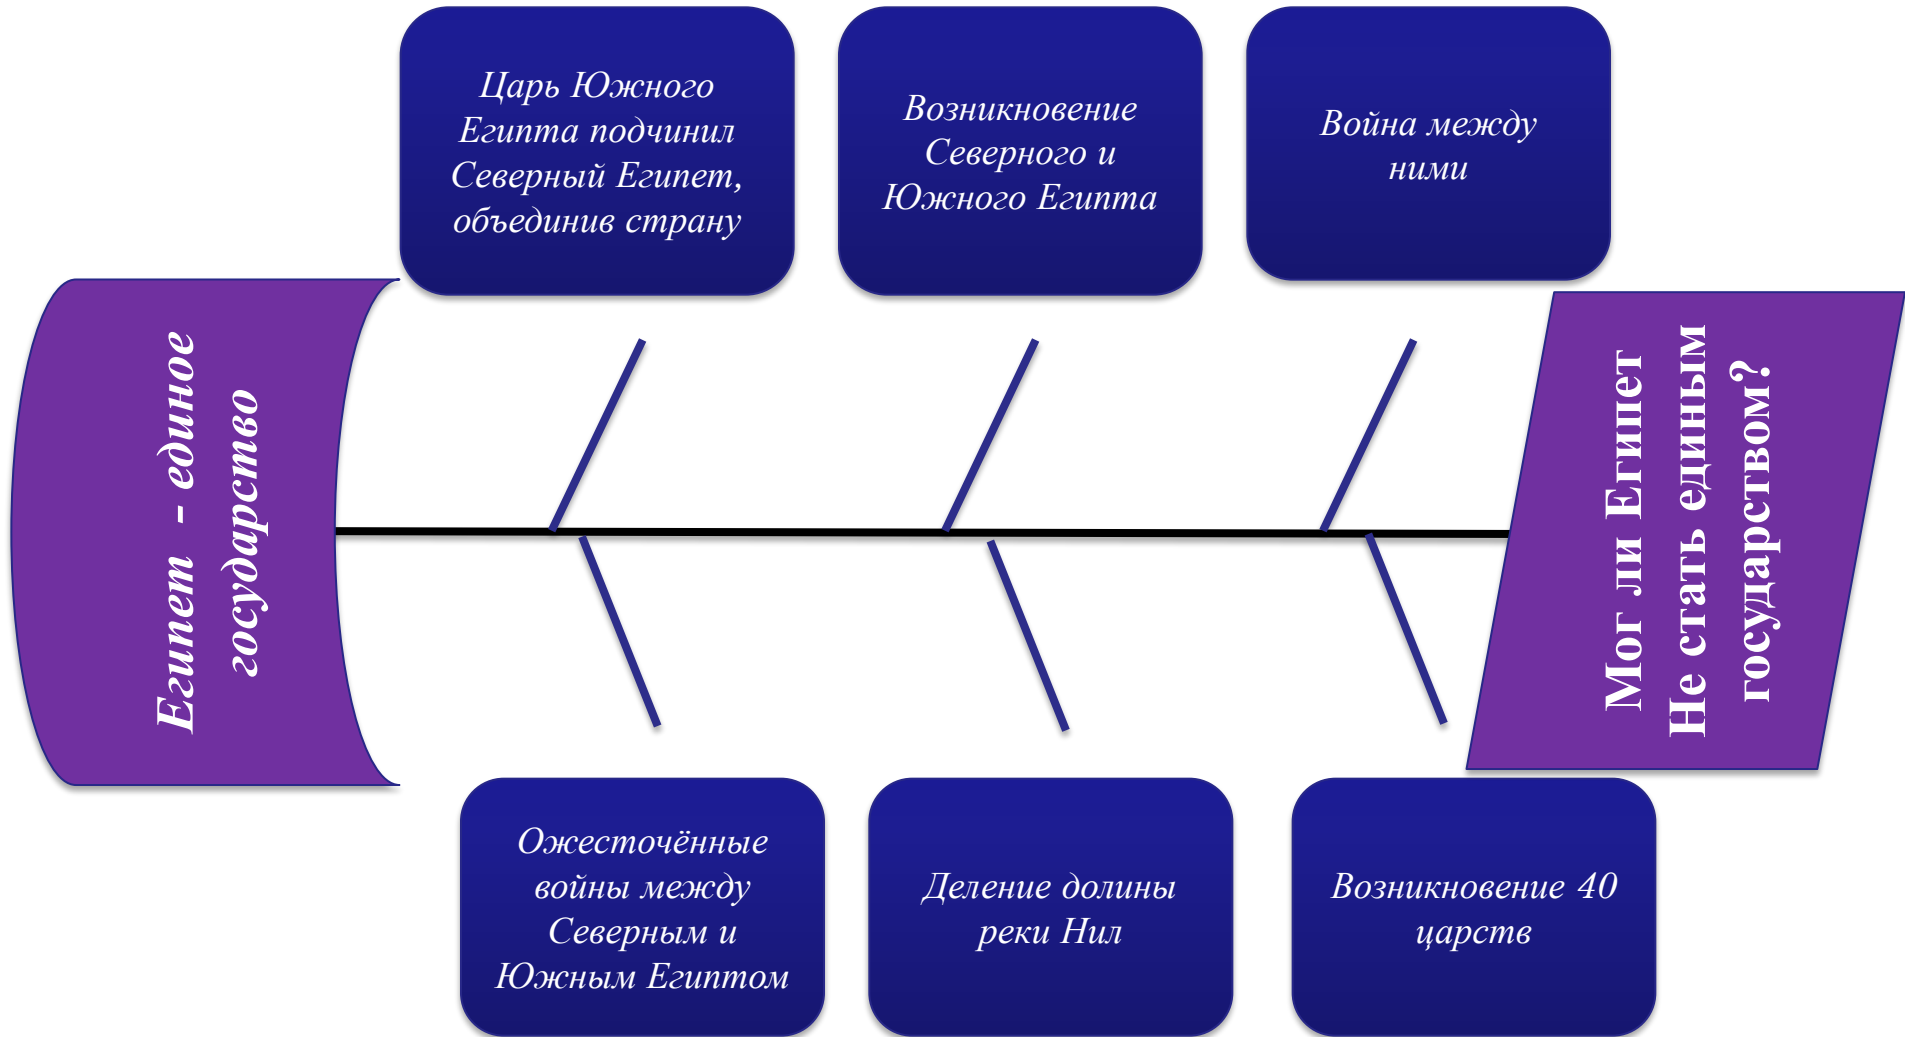 Царь Южного
Египта подчинил
Северный Египет,
объединив страну
Возникновение
Северного и
Южного Египта
Война между
ними
Египет - единое
государство
Мог ли Египет
Не стать единым
государством?
Ожесточённые
войны между
Северным и
Южным Египтом
Деление долины
реки Нил
Возникновение 40
царств